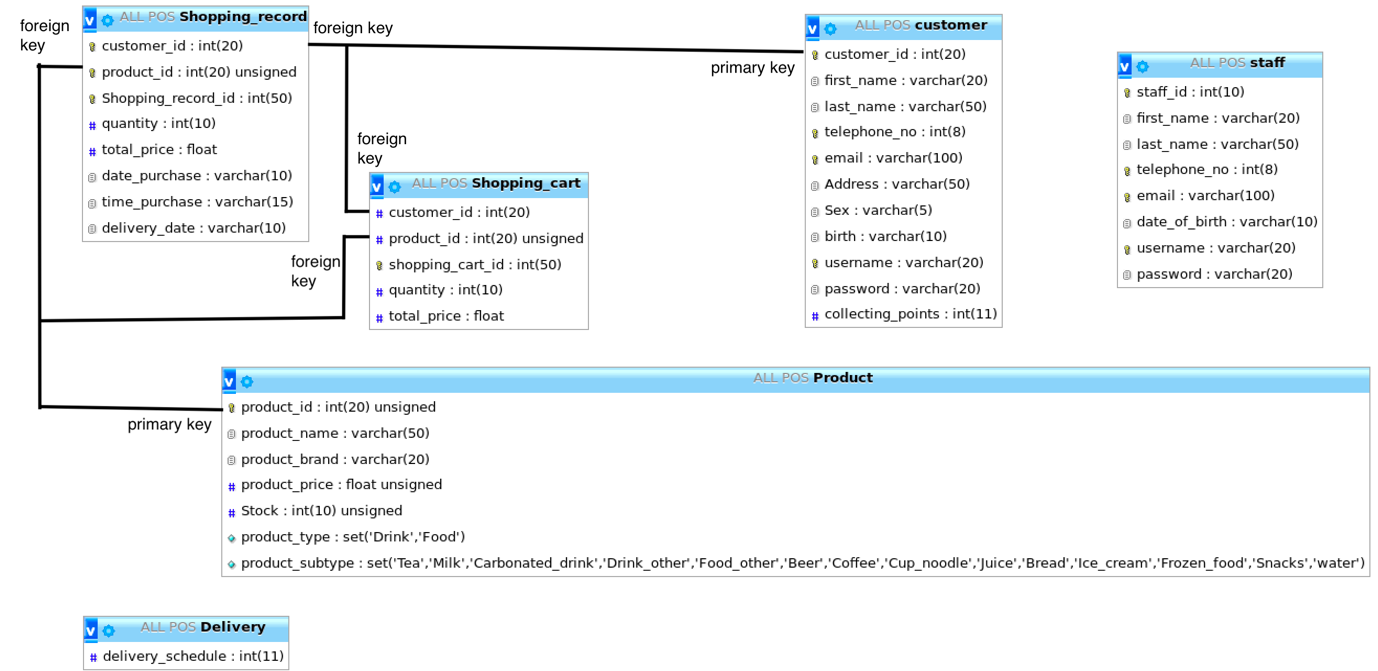 foreign
key
ALL POS Shopping_record
customer_id : int(20)
product_id : int(20) unsigned
Shopping_record_id : int(50)
quantity : int(10)
total_price : float
date_purchase : varchar(10)
time_purchase : varchar(15)
delivery_date : varchar(10)
foreign key
primary key
foreign
key
ALL POS Shopping_cart
customer_id : int(20)
product_id : int(20) unsigned
shopping_cart_id : int(50)
quantity : int(10)
total_price : float
foreign
key
ALL POS customer
customer_id : int(20)
first_name : varchar(20)
last_name : varchar(50)
telephone_no : int(8)
email : varchar(100)
Address : varchar(50)
Sex : varchar(5)
birth : varchar(10)
username : varchar(20)
password : varchar(20)
collecting_points : int(11)
ALL POS staff
staff_id : int(10)
first_name : varchar(20)
last_name : varchar(50)
telephone_no : int(8)
email : varchar(100)
date_of_birth : varchar(10)
username : varchar(20)
password : varchar(20)
primary key
ALL POS Product
product_id : int(20) unsigned
product_name : varchar(50)
product_brand : varchar(20)
product_price : float unsigned
Stock : int(10) unsigned
product_type : set('Drink','Food')
product_subtype : set('Tea','Milk','Carbonated_drink','Drink_other','Food_other','Beer','Coffee','Cup_noodle','Juice','Bread','Ice_cream','Frozen_food','Snacks','water')
ALL POS Delivery
delivery_schedule : int(11)